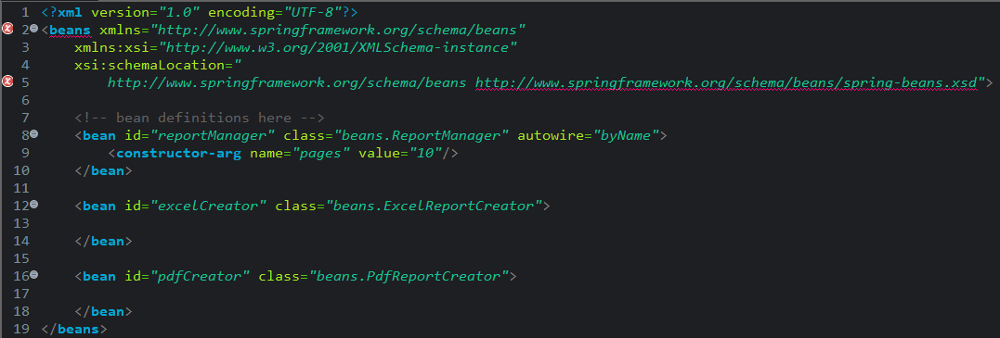 1 <?xml version="1.0" encoding="UTF-8"?>
2 <beans xmlns="http://www.springframework.org/schema/beans"
3     xmlns:xsi="http://www.w3.org/2001/XMLSchema-instance"
4     xsi:schemaLocation="
5         http://www.springframework.org/schema/beans http://www.springframework.org/schema/beans/spring-beans.xsd">
6
7     <!-- bean definitions here -->
8     <bean id="reportManager" class="beans.ReportManager" autowire="byName">
9         <constructor-arg name="pages" value="10"/>
10     </bean>
11
12     <bean id="excelCreator" class="beans.ExcelReportCreator">
13
14     </bean>
15
16     <bean id="pdfCreator" class="beans.PdfReportCreator">
17
18     </bean>
19 </beans>